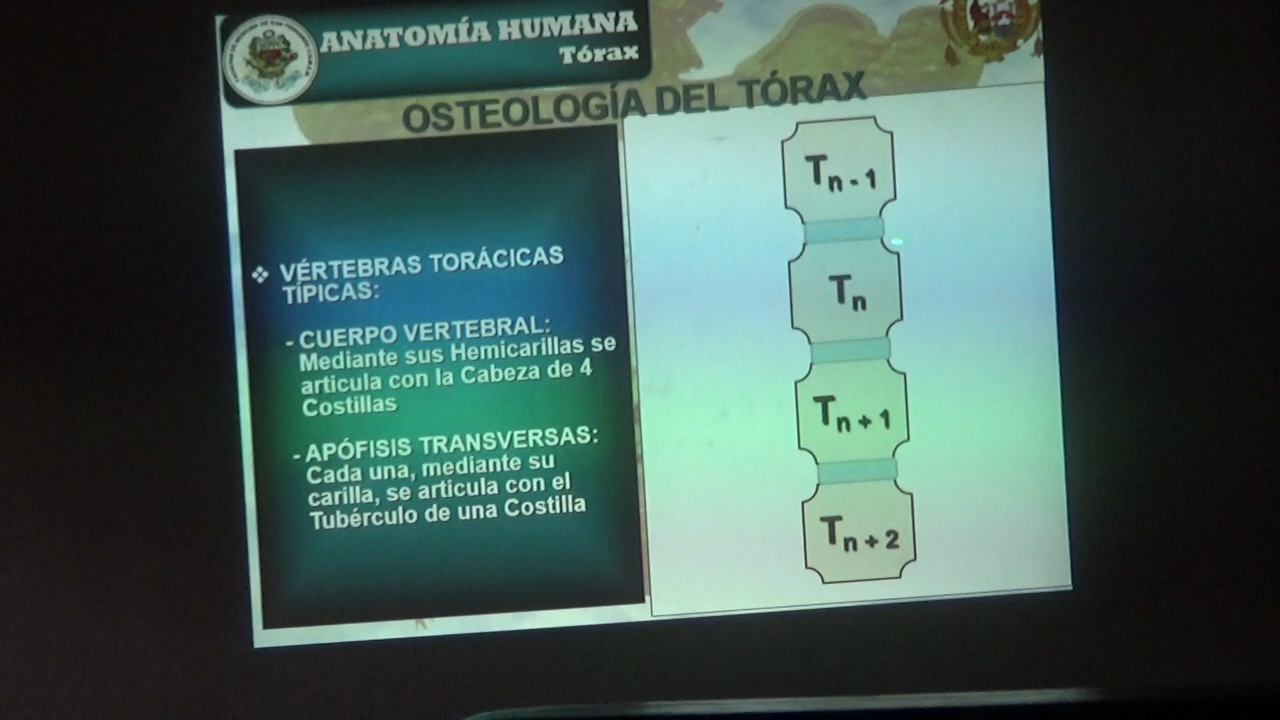 ANATOMÍA HUMANA
Tórax
OSTEOLOGÍA DEL TÓRAX
❖ VÉRTEBRAS TORÁCICAS
TÍPICAS:
- CUERPO VERTEBRAL:
Mediante sus Hemicarillas se
articula con la Cabeza de 4
Costillas
- APÓFISIS TRANSVERSAS:
Cada una, mediante su
carilla, se articula con el
Tubérculo de una Costilla
Tn - 1
Tn
Tn + 1
Tn + 2